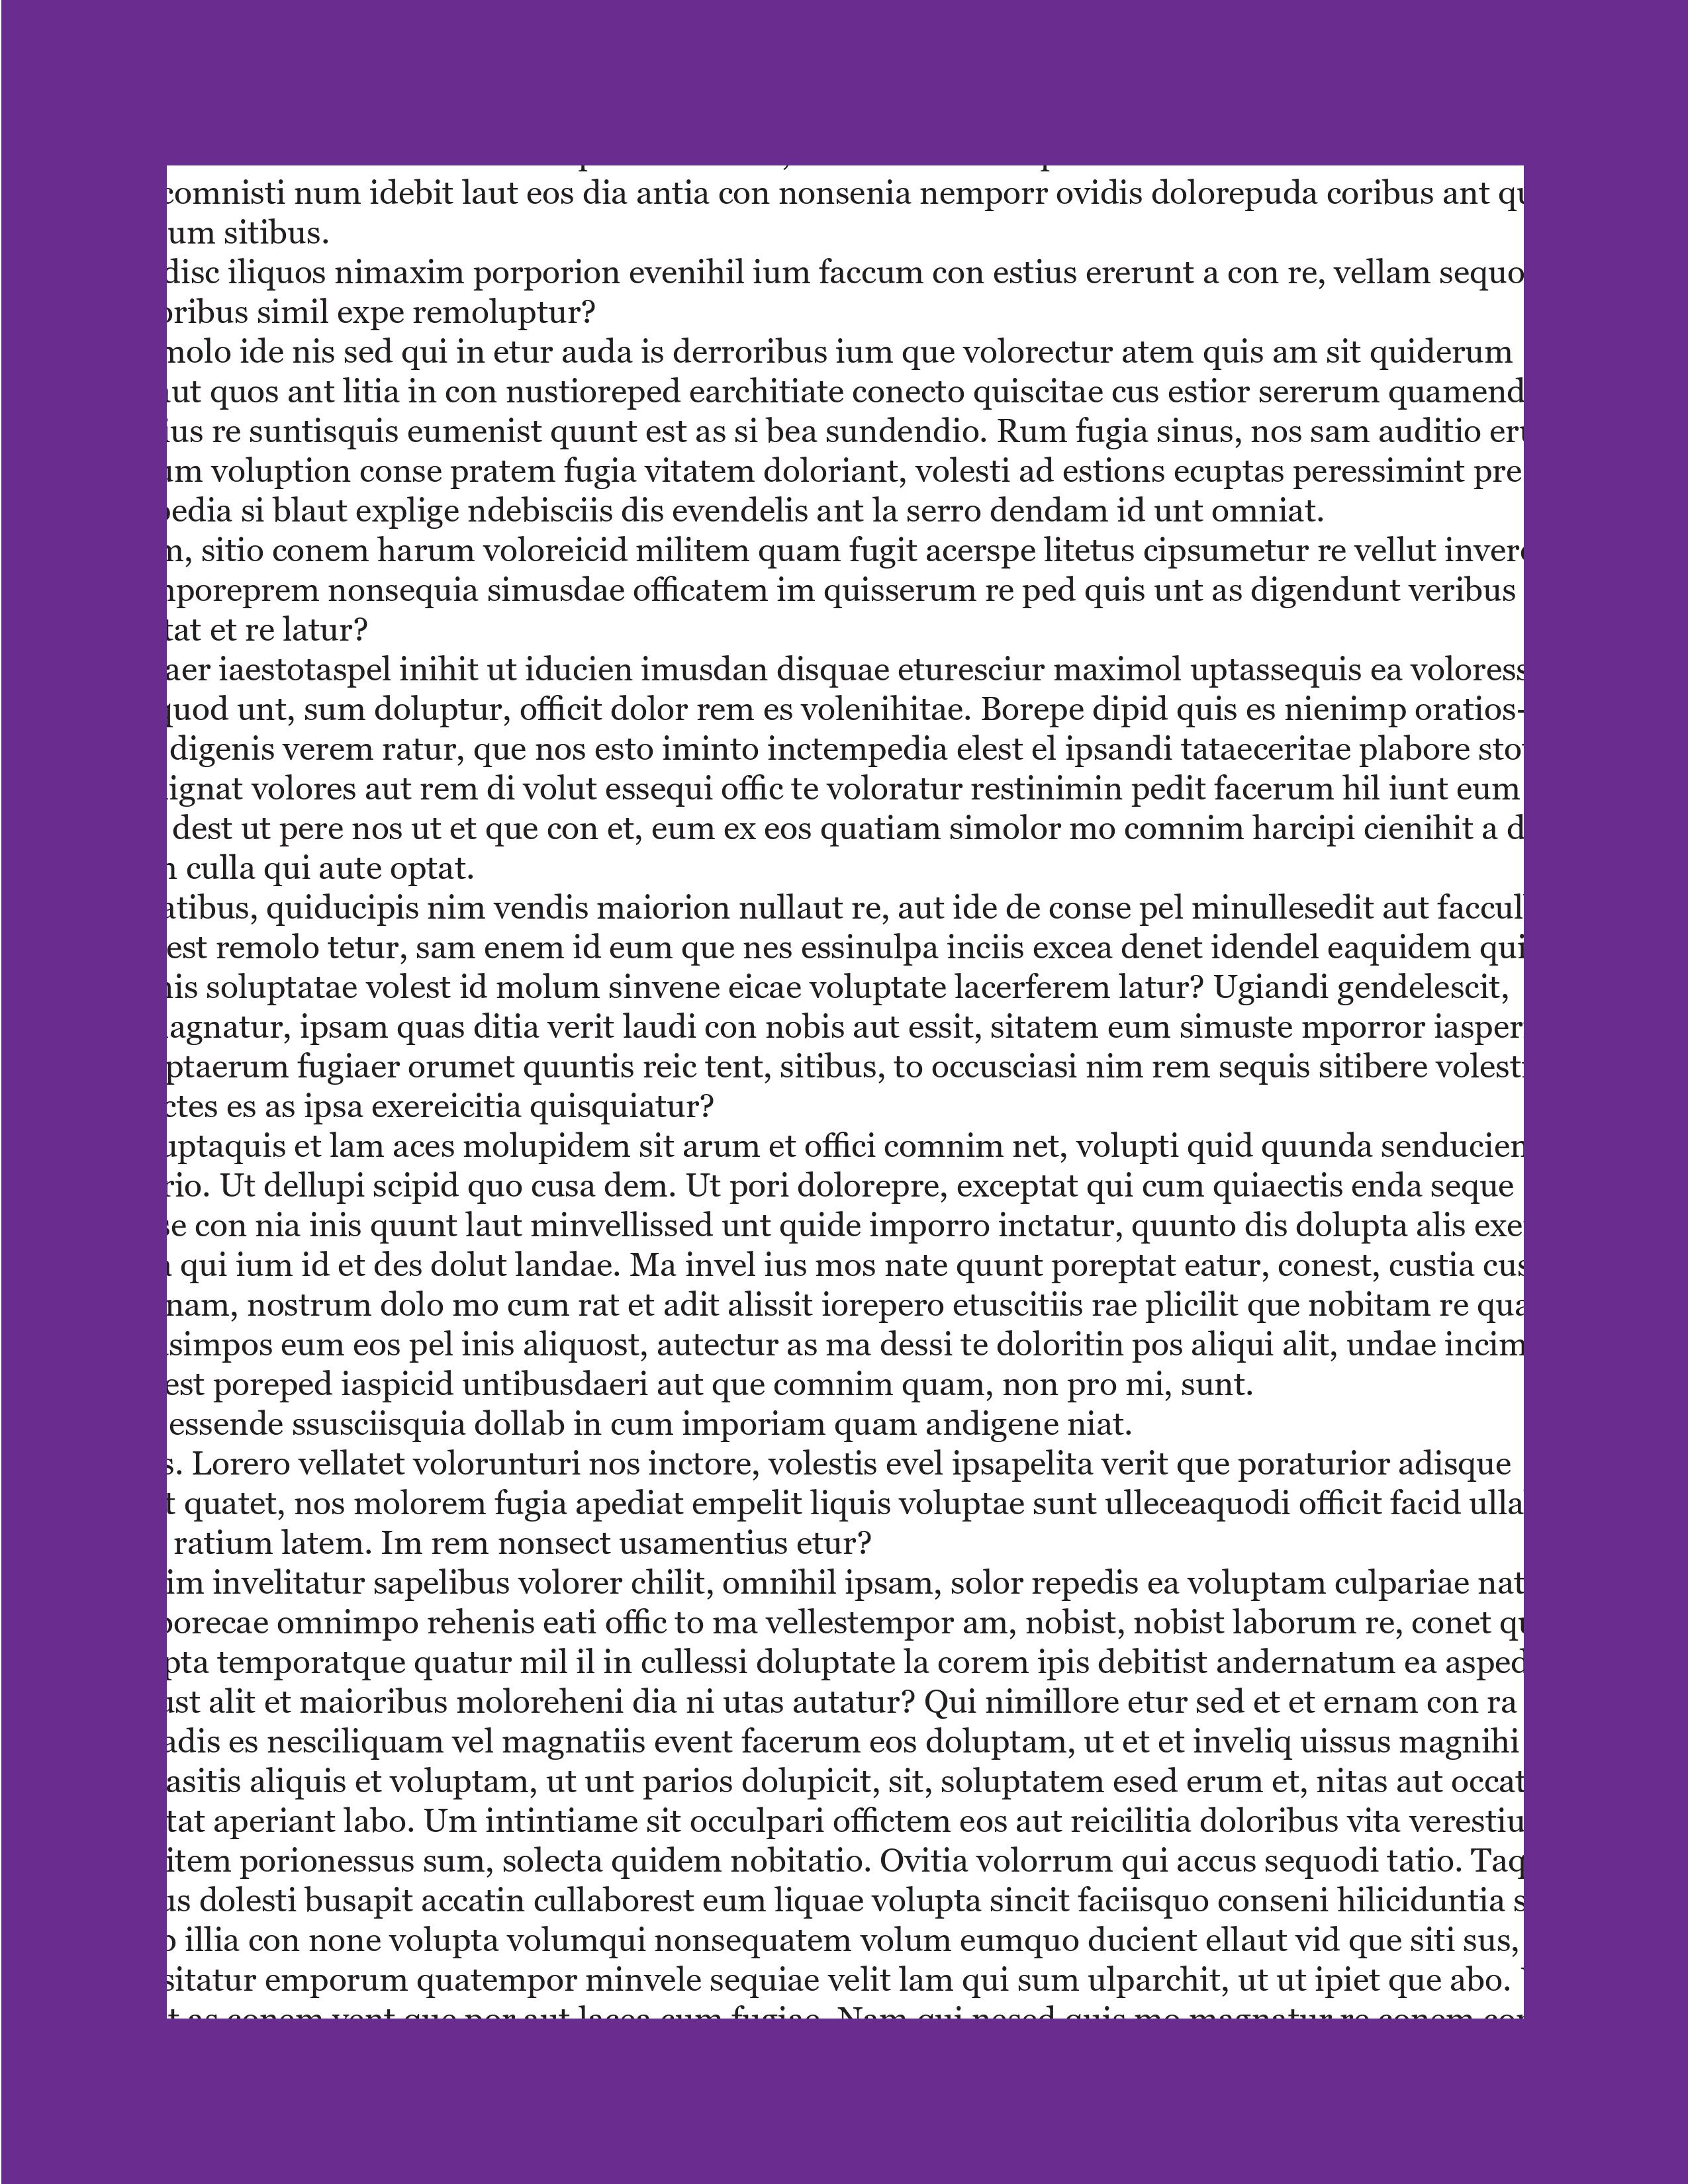 comnisti num idebit laut eos dia antia con nonsenia nemporr ovidis dolorepuda coribus ant
um sitibus.
disc iliquos nimaxim porporion evenihil ium faccum con estius ererunt a con re, vellam sequo
simil expe remoluptur?
molo ide nis sed qui in etur auda is derroribus ium que volorectur atem quis am sit quiderum
quos ant litia in con nustioreped earchitiate conecto quiscitae cus estior sererum quamend
ius re suntisquis eumenist quunt est as si bea sundendio. Rum fugia sinus, nos sam auditio
um voluption conse pratem fugia vitatem doloriant, volesti ad estions ecuptas peressimint pre
si blaut explige ndebisciis dis evendelis ant la serro dendam id unt omniat.
sitio conem harum voloreicid militem quam fugit acerspe litetus cipsumetur re vellut
nonsequia simusdae officatem im quisserum re ped quis unt as digendunt veribus
tat et re latur?
aer iaestotaspel inihit ut iducien imusdan disquae eturesciur maximol uptassequis ea voloress
quod unt, sum doluptur, officit dolor rem es volenihitae. Borepe dipid quis es nienimp oratios-
digenis verem ratur, que nos esto iminto inctempedia elest el ipsandi tataeceritae plabore
ignat volores aut rem di volut essequi offic te voloratur restinimin pedit facerum hil iunt eum
dest ut pere nos ut et que con et, eum ex eos quatiam simolor mo comnim harcipi cienihit a d
culla qui aute optat.
atibus, quiducipis nim vendis maiorion nullaut re, aut ide de conse pel minullesedit aut faccul
est remolo tetur, sam enem id eum que nes essinulpa inciis excea denet idendel eaquidem qui
soluptatae volest id molum sinvene eicae voluptate lacerferem latur? Ugiandi gendelescit,
agnatur, ipsam quas ditia verit laudi con nobis aut essit, sitatem eum simuste mporror iasper
ptaerum fugiaer orumet quuntis reic tent, sitibus, to occusciasi nim rem sequis sitibere volesti
ctes es as ipsa exereicitia quisquiatur?
uptaquis et lam aces molupidem sit arum et offici comnim net, volupti quid quunda senducien
rio. Ut dellupi scipid quo cusa dem. Ut pori dolorepre, exceptat qui cum quiaectis enda seque
se con nia inis quunt laut minvellissed unt quide imporro inctatur, quunto dis dolupta alis exe
qui ium id et des dolut landae. Ma invel ius mos nate quunt poreptat eatur, conest, custia cus
nam, nostrum dolo mo cum rat et adit alissit iorepero etuscitiis rae plicilit que nobitam re qua
simpos eum eos pel inis aliquost, autectur as ma dessi te doloritin pos aliqui alit, undae incim
est poreped iaspicid untibusdaeri aut que comnim quam, non pro mi, sunt.
essende ssusciisquia dollab in cum imporiam quam andigene niat.
s. Lorero vellatet volorunturi nos inctore, volestis evel ipsapelita verit que poraturior adisque
t quatet, nos molorem fugia apediat empelit liquis voluptae sunt ulleceaquodi officit facid ulla
ratium latem. Im rem nonsect usamentius etur?
im invelitatur sapelibus volorer chilit, omnihil ipsam, solor repedis ea voluptam culpariae nat
porecae omnimpo rehenis eati offic to ma vellestempor am, nobist, nobist laborum re, conet
pta temporatque quatur mil il in cullessi doluptate la corem ipis debitist andernatum ea asped
ust alit et maioribus moloreheni dia ni utas autatur? Qui nimillore etur sed et et ernam con ra
adis es nesciliquam vel magnatiis event facerum eos doluptam, ut et et inveliq uissus magnihi
asitis aliquis et voluptam, ut unt parios dolupicit, sit, soluptatem esed erum et, nitas aut occat
tat aperiant labo. Um intintiame sit occulpari offictem eos aut reicilitia doloribus vita verestiu
item porionessus sum, solecta quidem nobitatio. Ovitia volorrum qui accus sequodi tatio. Taq
us dolesti busapit accatin cullaborest eum liquae volupta sincit faciisquo conseni hiliciduntia s
illia con none volupta volumqui nonsequatem volum eumquo ducient ellaut vid que siti sus,
sitatur emporum quatempor minvele sequiae velit lam qui sum ulparchit, ut ut ipiet que abo.
t as conem vent que por aut lacea cum fugiae. Nam qui nesed quis mo magnatur re conem